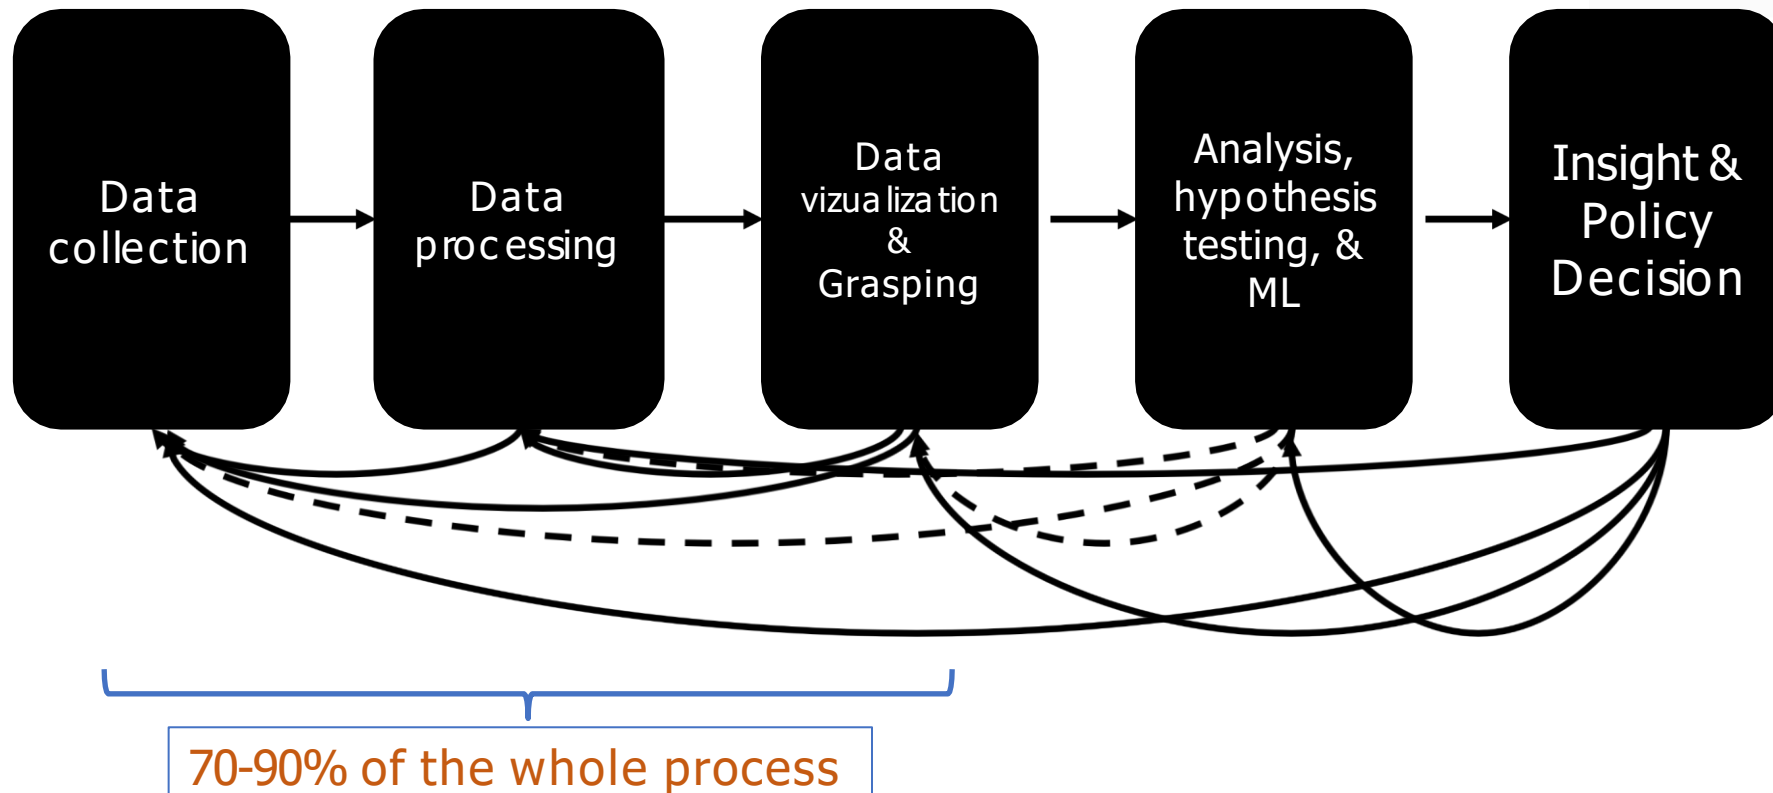 Data
collection
Data
processing
Data
vizualization
&
Grasping
Analysis,
hypothesis
testing, &
ML
Insight &
Policy
Decision
70-90% of the whole process